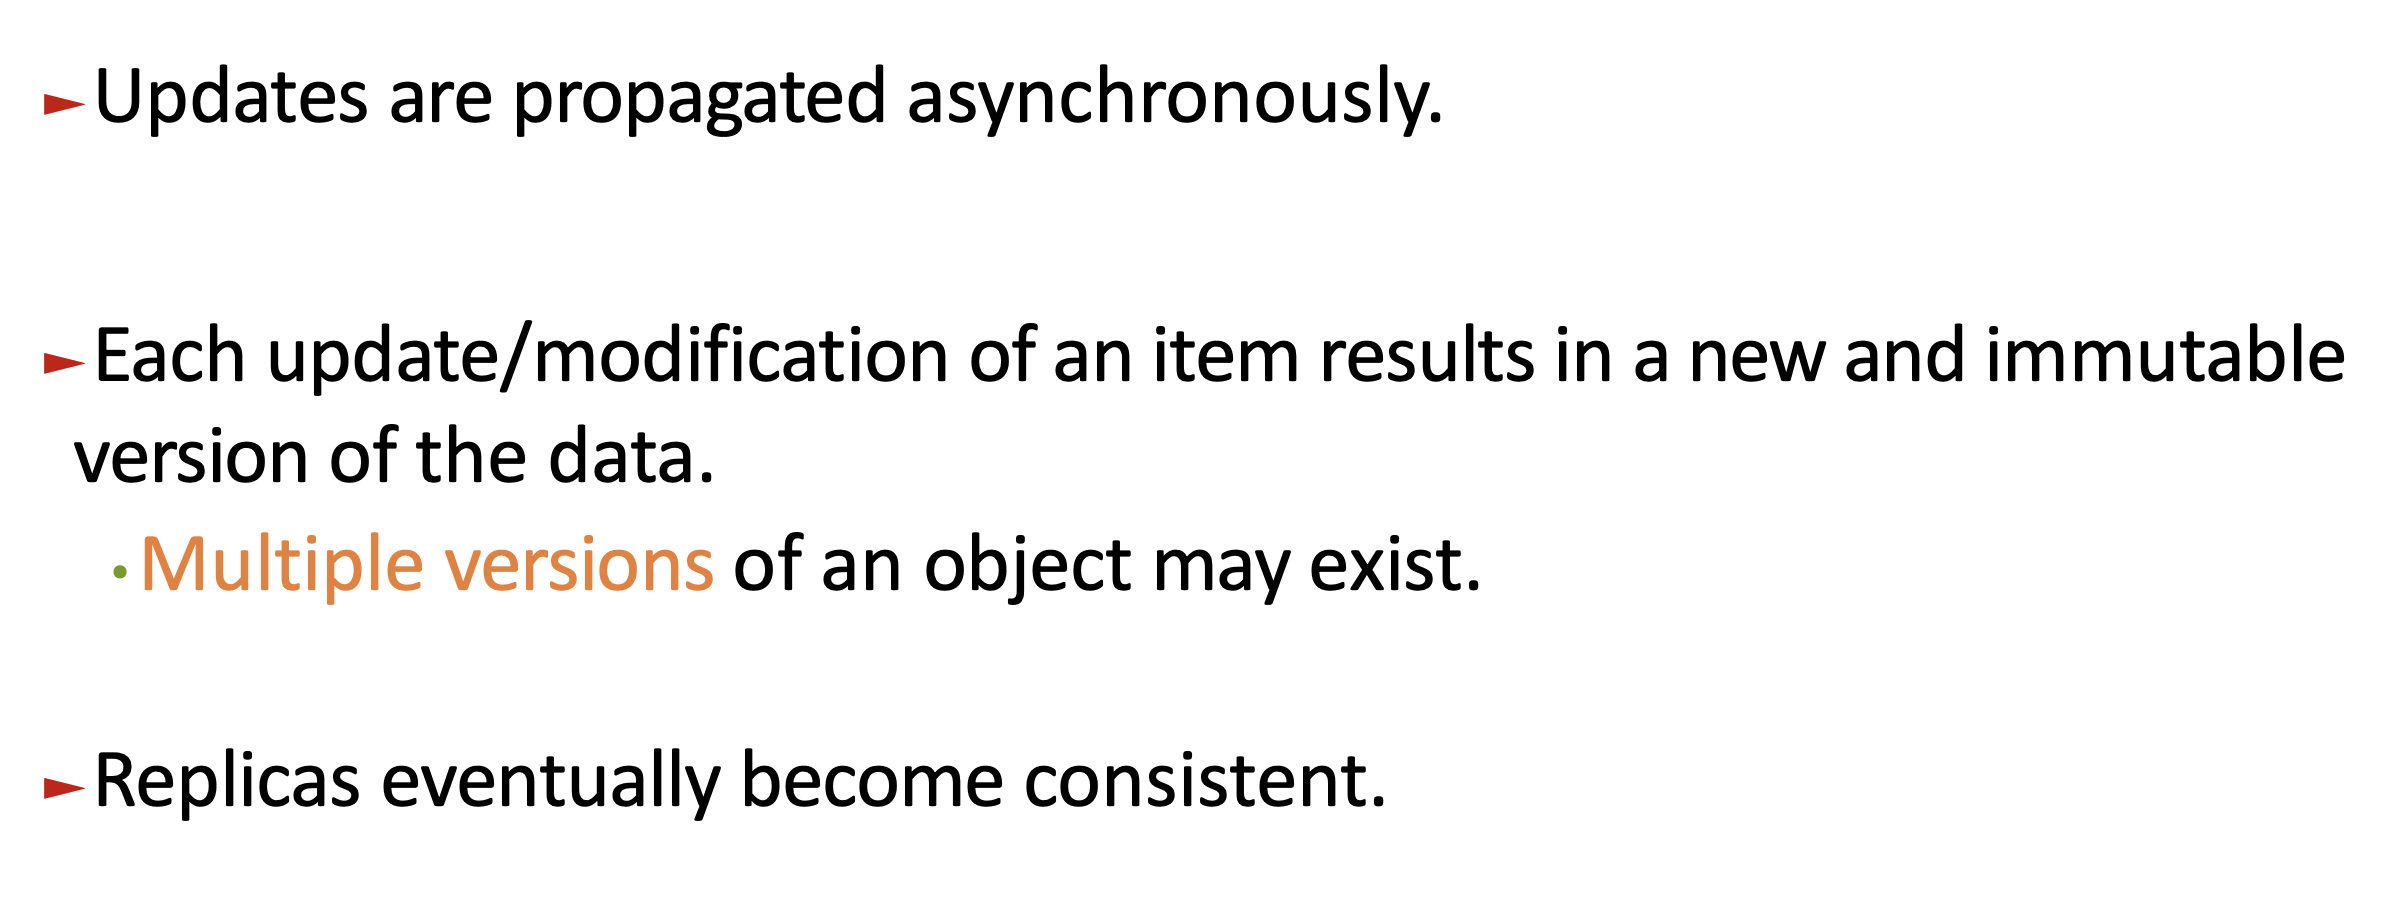 ►Updates are propagated asynchronously.
►Each update/modification of an item results in a new and immutable
version of the data.
•Multiple versions of an object may exist.
►Replicas eventually become consistent.